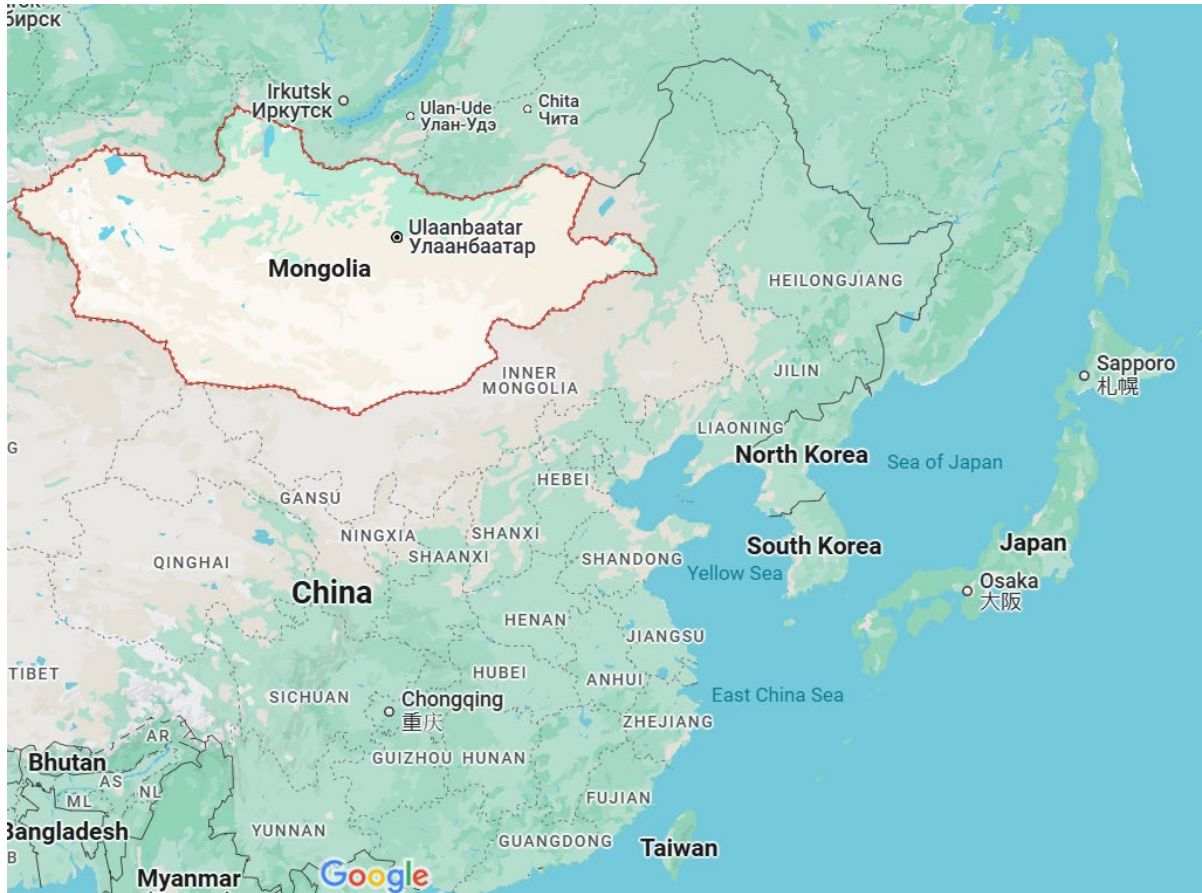 бирск
Irkutsk
Иркутск
Ulan-Ude
Улан-Удэ
Chita
Чита
Ulaanbaatar
Улаанбаатар
Mongolia
HEILONGJIANG
INNER
MONGOLIA
JILIN
Sapporo
札幌
LIAONING
North Korea
Sea of Japan
G
HEBEI
GANSU
NINGXIA
SHANXI
SHAANXI
QINGHAI
SHANDONG
South Korea
Japan
Yellow Sea
China
Osaka
大阪
HENAN
JIANGSU
TIBET
HUBEI
ANHUI
SICHUAN
East China Sea
Chongqing
重庆
ZHEJIANG
AR
GUIZHOU
HUNAN
Bhutan
AS
NL
ML
FUJIAN
Bangladesh
YUNNAN
GUANGDONG
Taiwan
B
Myanmar
Google